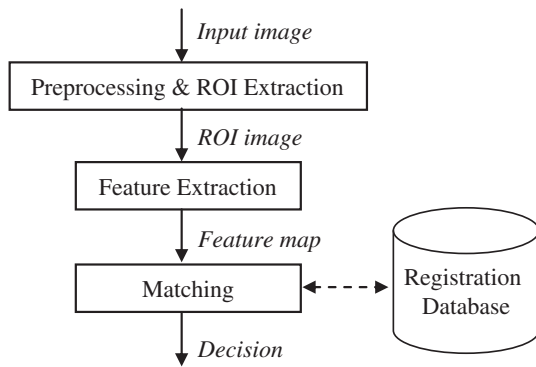 Input image
Preprocessing & ROI Extraction
ROI image
Feature Extraction
Feature map
Matching
Registration
Database
Decision